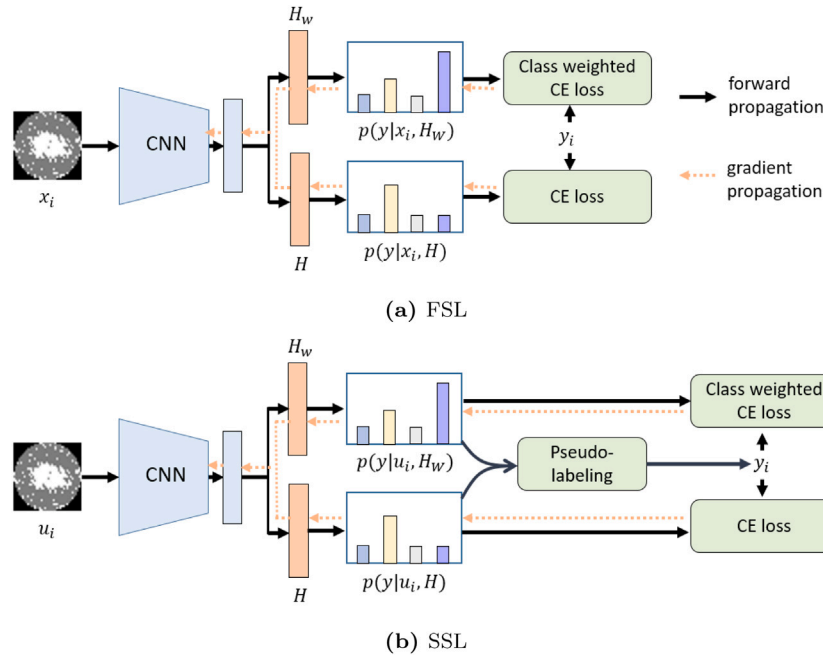 H_w
Class weighted
CE loss
forward
propagation
CNN
p(y|x_i, H_W)
y_i
x_i
gradient
propagation
CE loss
H
p(y|x_i, H)
(a) FSL
H_w
Class weighted
CE loss
CNN
p(y|u_i, H_W)
Pseudo-
labeling
y_i
u_i
CE loss
H
p(y|u_i, H)
(b) SSL